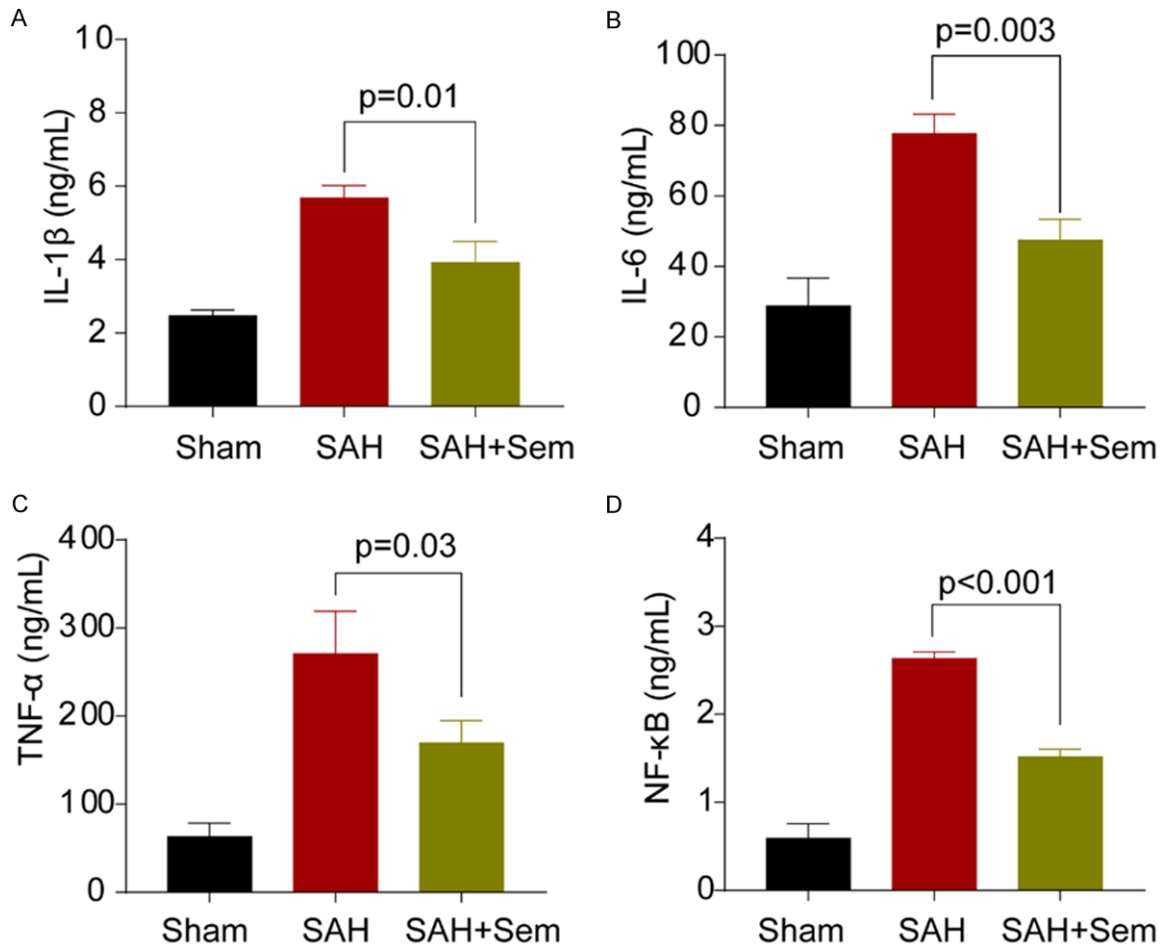 A
IL-1β (ng/mL)
10
8
6
4
2
0
p=0.01
Sham SAH SAH+Sem
B
IL-6 (ng/mL)
100
80
60
40
20
0
p=0.003
Sham SAH SAH+Sem
C
TNF-α (ng/mL)
400
300
200
100
0
p=0.03
Sham SAH SAH+Sem
D
NF-κB (ng/mL)
4
3
2
1
0
p<0.001
Sham SAH SAH+Sem